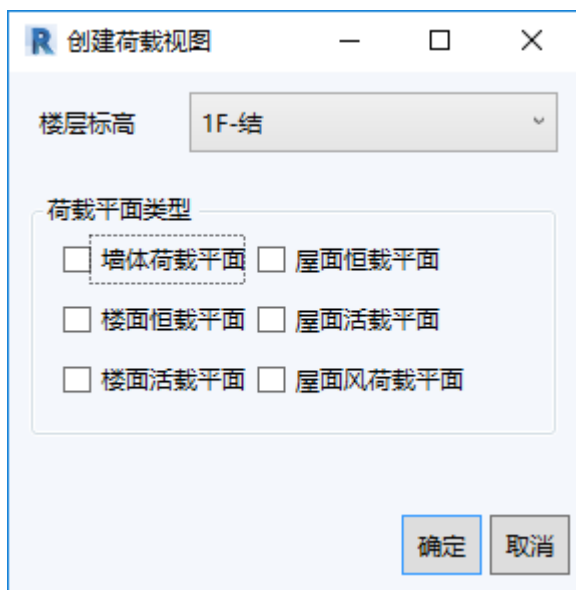 创建荷载视图
楼层标高 1F-结
荷载平面类型
墙体荷载平面 屋面恒载平面
楼面恒载平面 屋面活载平面
楼面活载平面 屋面风荷载平面
确定 取消